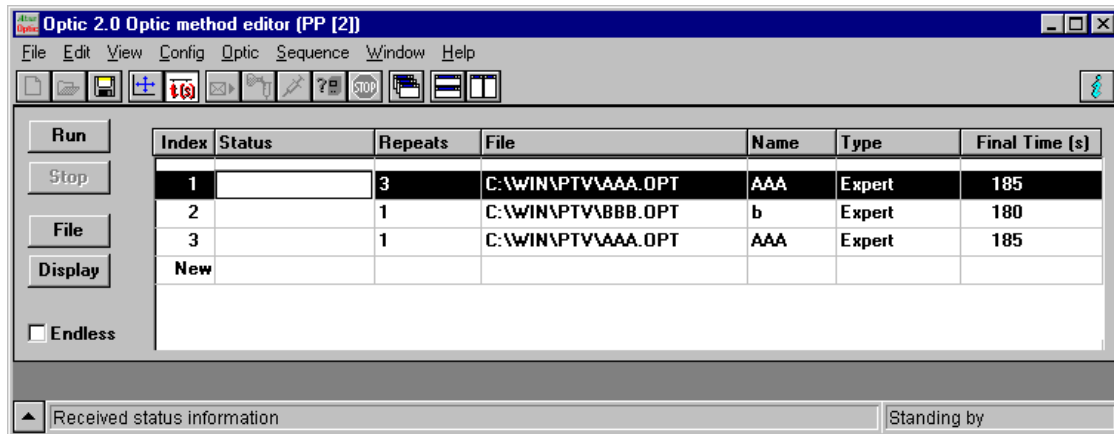 Optic 2.0 Optic method editor (PP [2])
File Edit View Config Optic Sequence Window Help
t(s) STOP
Run
Stop
File
Display
Endless
Index Status Repeats File Name Type Final Time (s)
1 3 C:\WIN\PTV\AAA.OPT AAA Expert 185
2 1 C:\WIN\PTV\BBB.OPT b Expert 180
3 1 C:\WIN\PTV\AAA.OPT AAA Expert 185
New
Received status information Standing by